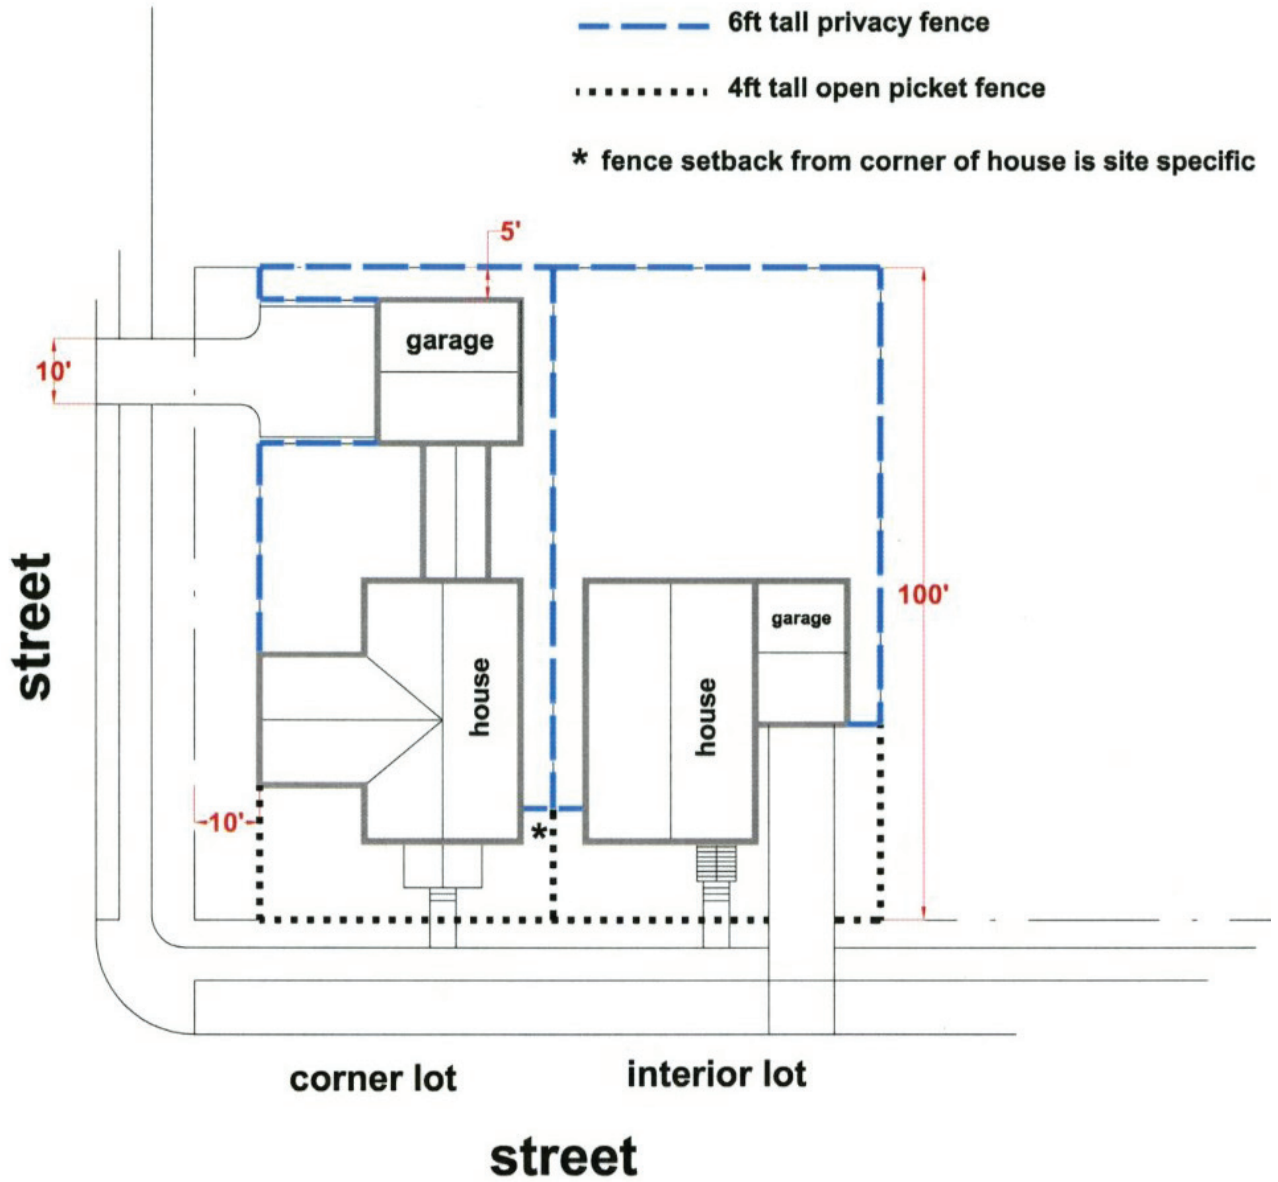 6ft tall privacy fence
4ft tall open picket fence
* fence setback from corner of house is site specific
5'
garage
10'
100'
garage
street
house
house
10'
*
corner lot
interior lot
street